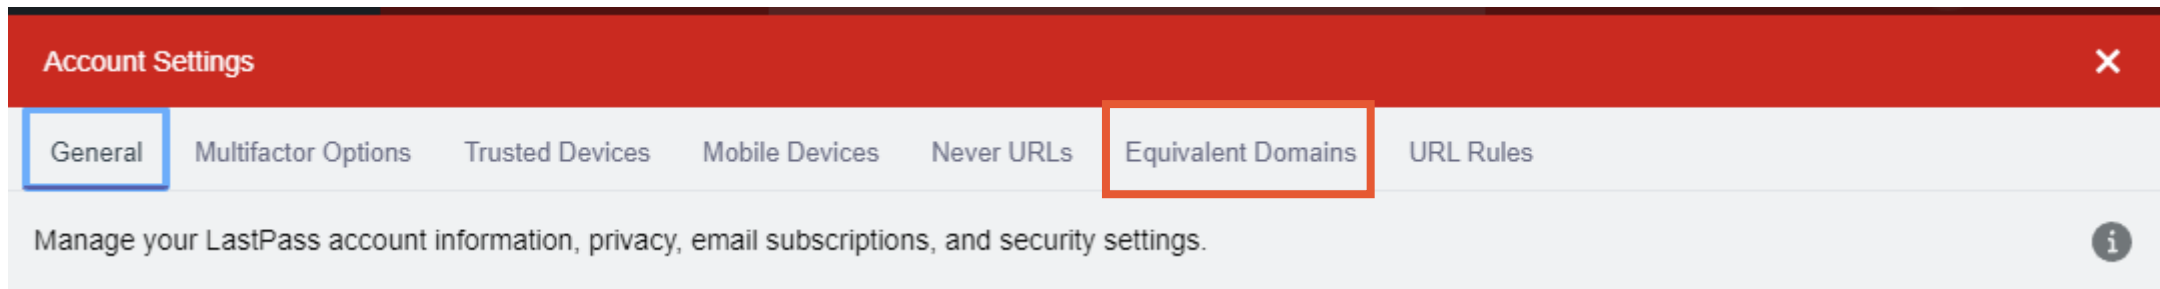 Account Settings
General Multifactor Options Trusted Devices Mobile Devices Never URLs Equivalent Domains URL Rules
Manage your LastPass account information, privacy, email subscriptions, and security settings.